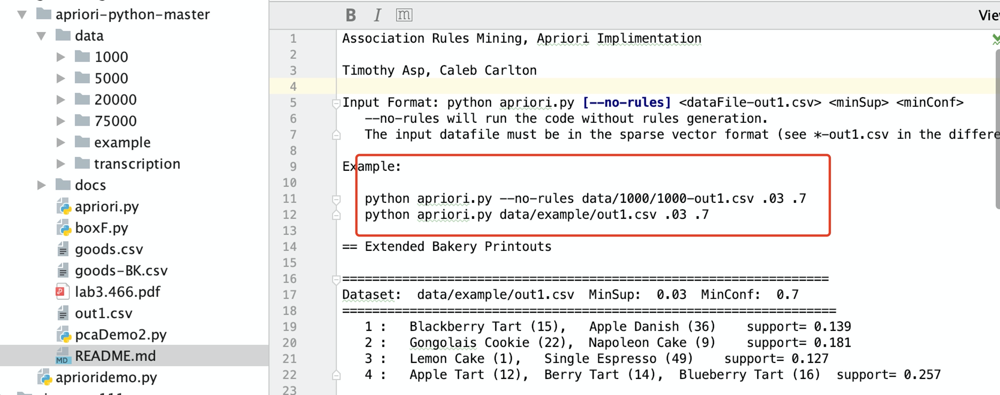 apriori-python-master
data
1000
5000
20000
75000
example
transcription
docs
apriori.py
boxF.py
goods.csv
goods-BK.csv
lab3.466.pdf
out1.csv
pcaDemo2.py
MD README.md
aprioridemo.py
B I m
1 Association Rules Mining, Apriori Implimentation
2
3 Timothy Asp, Caleb Carlton
4
5 Input Format: python apriori.py [--no-rules] <dataFile-out1.csv> <minSup> <minConf>
6 --no-rules will run the code without rules generation.
7 The input datafile must be in the sparse vector format (see *-out1.csv in the differe
8
9 Example:
10
11 python apriori.py --no-rules data/1000/1000-out1.csv .03 .7
12 python apriori.py data/example/out1.csv .03 .7
13
14 == Extended Bakery Printouts
15
16 =================================================================
17 Dataset: data/example/out1.csv MinSup: 0.03 MinConf: 0.7
18 ==================================================================
19 1 : Blackberry Tart (15), Apple Danish (36) support= 0.139
20 2 : Gongolais Cookie (22), Napoleon Cake (9) support= 0.181
21 3 : Lemon Cake (1), Single Espresso (49) support= 0.127
22 4 : Apple Tart (12), Berry Tart (14), Blueberry Tart (16) support= 0.257
23